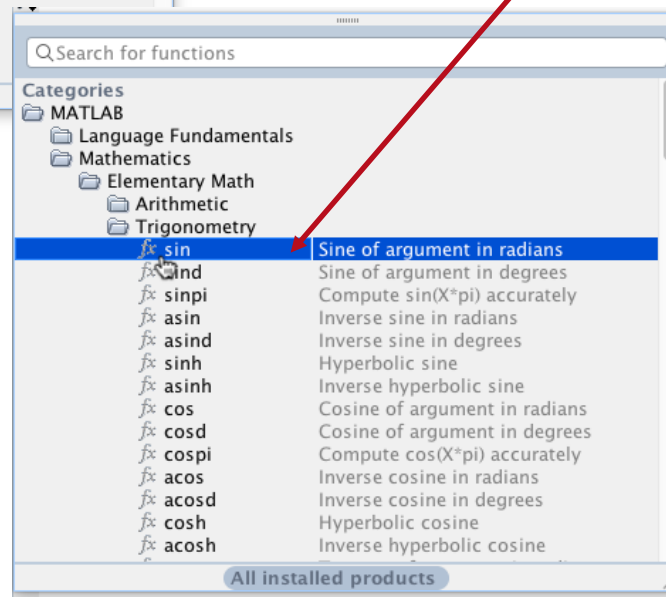 Search for functions
Categories
MATLAB
Language Fundamentals
Mathematics
Elementary Math
Arithmetic
Trigonometry
fx sin Sine of argument in radians
fx sind Sine of argument in degrees
fx sinpi Compute sin(X*pi) accurately
fx asin Inverse sine in radians
fx asind Inverse sine in degrees
fx sinh Hyperbolic sine
fx asinh Inverse hyperbolic sine
fx cos Cosine of argument in radians
fx cosd Cosine of argument in degrees
fx cospi Compute cos(X*pi) accurately
fx acos Inverse cosine in radians
fx acosd Inverse cosine in degrees
fx cosh Hyperbolic cosine
fx acosh Inverse hyperbolic cosine
All installed products